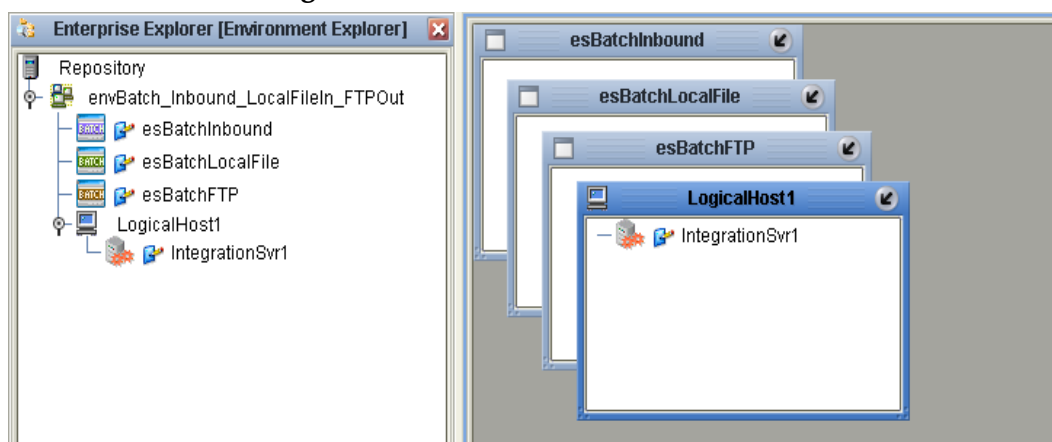 Enterprise Explorer [Environment Explorer]
Repository
envBatch_Inbound_LocalFileIn_FTPOut
BATCH esBatchInbound
BATCH esBatchLocalFile
BATCH esBatchFTP
LogicalHost1
IntegrationSvr1
esBatchInbound
esBatchLocalFile
esBatchFTP
LogicalHost1
IntegrationSvr1